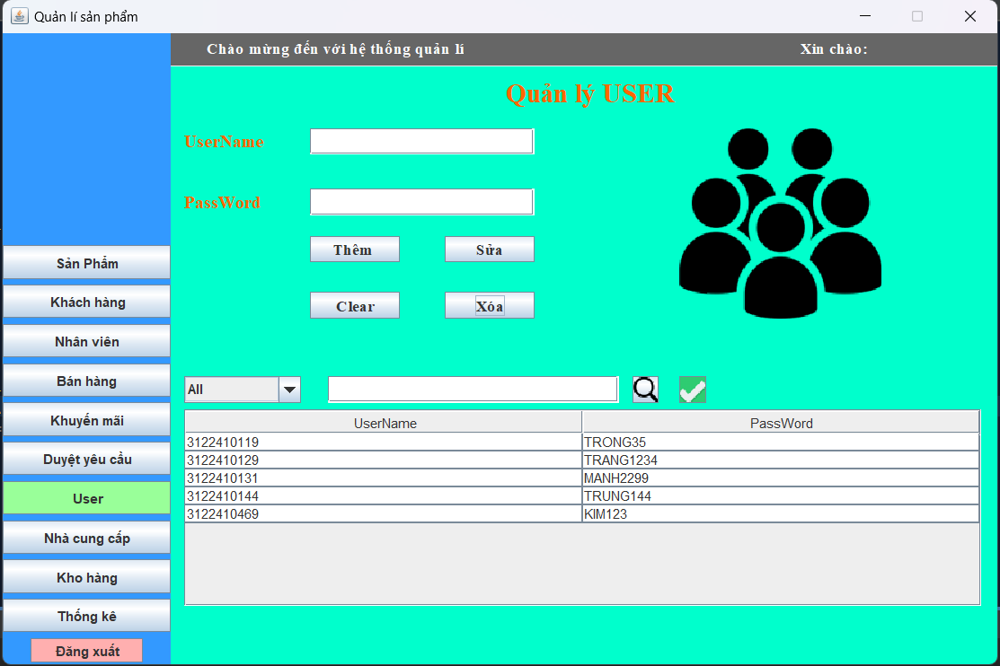 Quản lí sản phẩm
Chào mừng đến với hệ thống quản lí
Xin chào:
Quản lý USER
UserName
PassWord
Thêm
Sửa
Clear
Xóa
Sản Phẩm
Khách hàng
Nhân viên
Bán hàng
Khuyến mãi
Duyệt yêu cầu
User
Nhà cung cấp
Kho hàng
Thống kê
Đăng xuất
All
UserName PassWord
3122410119 TRONG35
3122410129 TRANG1234
3122410131 MANH2299
3122410144 TRUNG144
3122410469 KIM123